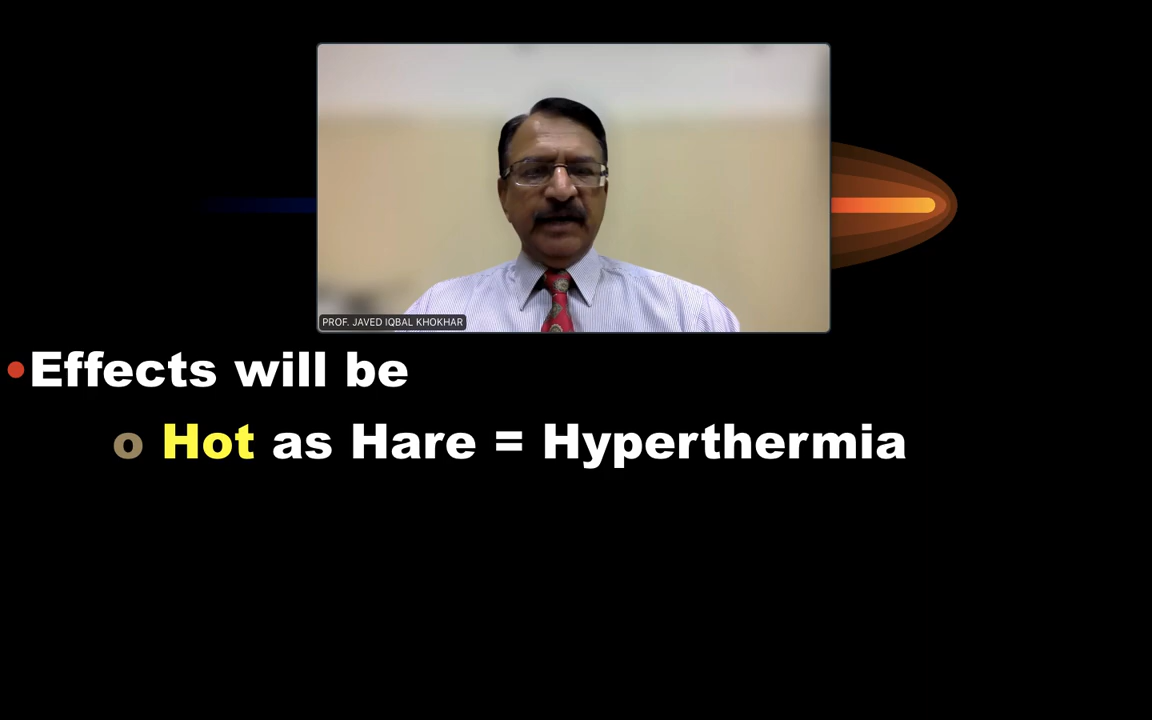 PROF. JAVED IQBAL KHOKHAR
•Effects will be
o Hot as Hare = Hyperthermia